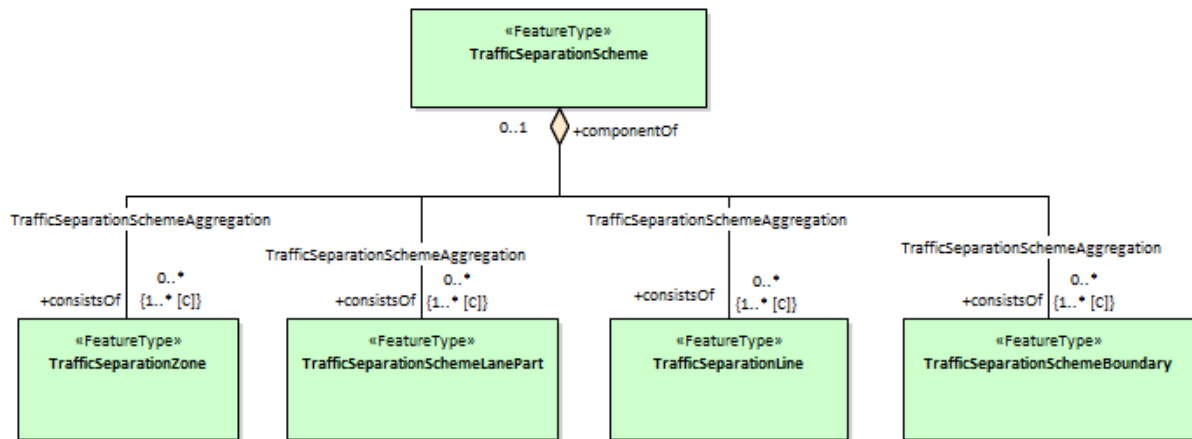 «FeatureType»
TrafficSeparationScheme
0..1
+componentOf
TrafficSeparationSchemeAggregation
0..*
+consistsOf
{1..* [C]}
«FeatureType»
TrafficSeparationZone
TrafficSeparationSchemeAggregation
0..*
+consistsOf
{1..* [C]}
«FeatureType»
TrafficSeparationSchemeLanePart
TrafficSeparationSchemeAggregation
0..*
+consistsOf
{1..* [C]}
«FeatureType»
TrafficSeparationLine
TrafficSeparationSchemeAggregation
0..*
+consistsOf
{1..* [C]}
«FeatureType»
TrafficSeparationSchemeBoundary